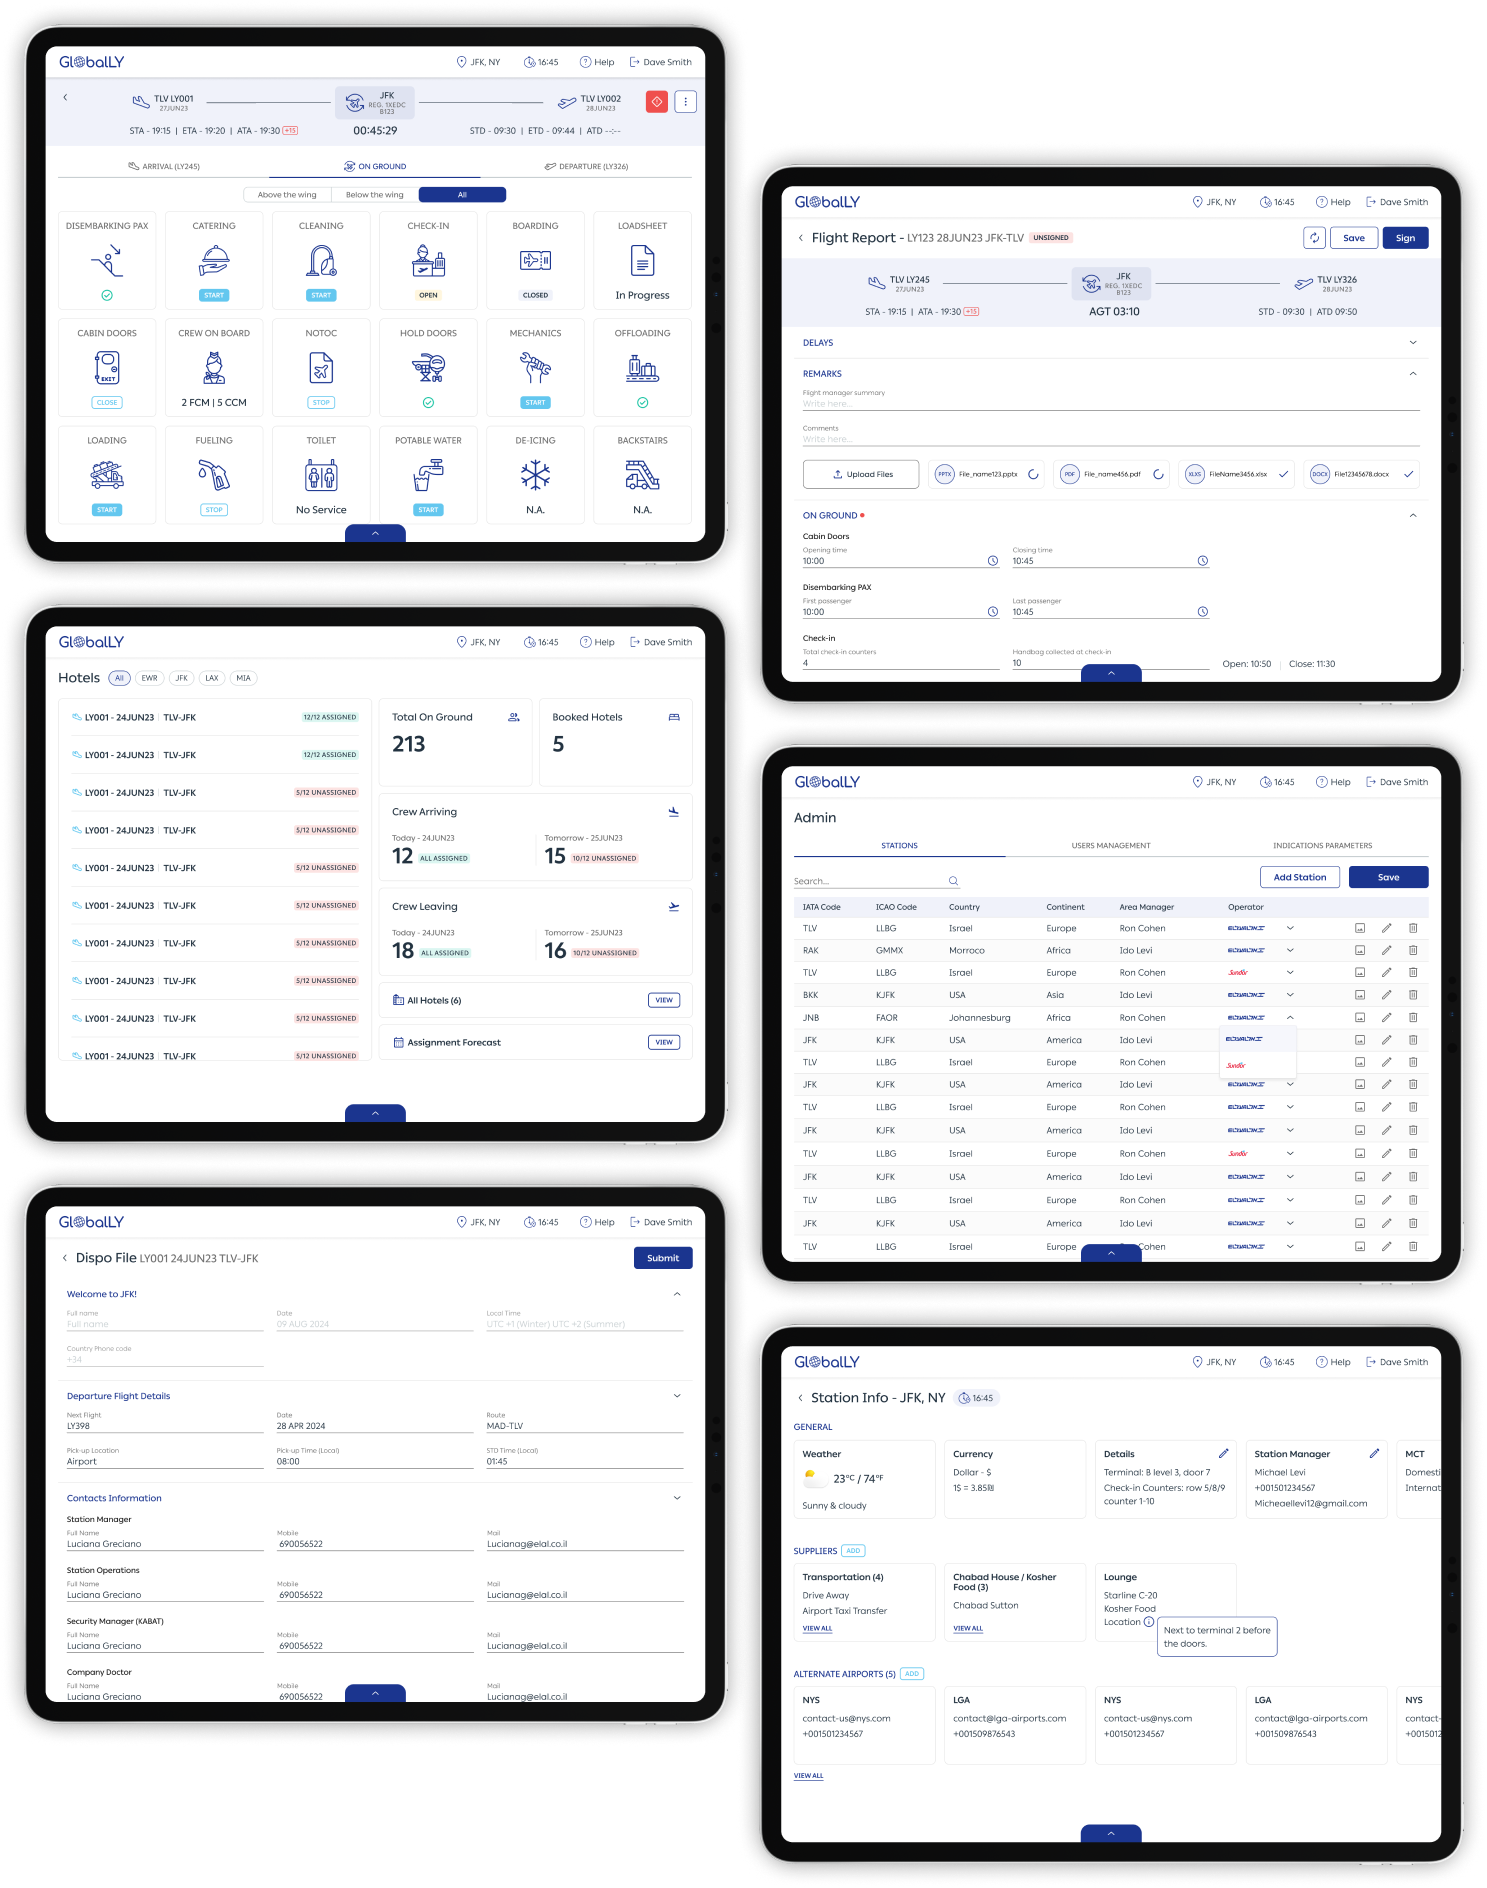 GlobalLY
JFK, NY 16:45 Help Dave Smith
TLV LY001
27JUN23
JFK
REG. 1XEDC
B123
TLV LY002
28JUN23
STA - 19:15 | ETA - 19:20 | ATA - 19:30 +15
00:45:29
STD - 09:30 | ETD - 09:44 | ATD --:--
ARRIVAL (LY245) ON GROUND DEPARTURE (LY326)
Above the wing Below the wing All
DISEMBARKING PAX CATERING CLEANING CHECK-IN BOARDING LOADSHEET
START START OPEN CLOSED In Progress
CABIN DOORS CREW ON BOARD NOTOC HOLD DOORS MECHANICS OFFLOADING
EXIT
CLOSE 2 FCM | 5 CCM STOP START
LOADING FUELING TOILET POTABLE WATER DE-ICING BACKSTAIRS
START STOP No Service START N.A. N.A.
GlobalLY
JFK, NY 16:45 Help Dave Smith
Hotels All EWR JFK LAX MIA
LY001 - 24JUN23 | TLV-JFK 12/12 ASSIGNED
LY001 - 24JUN23 | TLV-JFK 12/12 ASSIGNED
LY001 - 24JUN23 | TLV-JFK 5/12 UNASSIGNED
LY001 - 24JUN23 | TLV-JFK 5/12 UNASSIGNED
LY001 - 24JUN23 | TLV-JFK 5/12 UNASSIGNED
LY001 - 24JUN23 | TLV-JFK 5/12 UNASSIGNED
LY001 - 24JUN23 | TLV-JFK 5/12 UNASSIGNED
LY001 - 24JUN23 | TLV-JFK 5/12 UNASSIGNED
LY001 - 24JUN23 | TLV-JFK 5/12 UNASSIGNED
LY001 - 24JUN23 | TLV-JFK 5/12 UNASSIGNED
Total On Ground
213
Booked Hotels
5
Crew Arriving
Today - 24JUN23 Tomorrow - 25JUN23
12 ALL ASSIGNED 15 10/12 UNASSIGNED
Crew Leaving
Today - 24JUN23 Tomorrow - 25JUN23
18 ALL ASSIGNED 16 10/12 UNASSIGNED
All Hotels (6) VIEW
Assignment Forecast VIEW
GlobalLY
JFK, NY 16:45 Help Dave Smith
Dispo File LY001 24JUN23 TLV-JFK Submit
Welcome to JFK!
Full name Date Local Time
Full name 09 AUG 2024 UTC +1 (Winter) UTC +2 (Summer)
Country Phone code
+34
Departure Flight Details
Next Flight Date Route
LY398 28 APR 2024 MAD-TLV
Pick-up Location Pick-up Time (Local) STD Time (Local)
Airport 08:00 01:45
Contacts Information
Station Manager
Full Name Mobile Mail
Luciana Greciano 690056522 Lucianag@elal.co.il
Station Operations
Full Name Mobile Mail
Luciana Greciano 690056522 Lucianag@elal.co.il
Security Manager (KABAT)
Full Name Mobile Mail
Luciana Greciano 690056522 Lucianag@elal.co.il
Company Doctor
Full Name Mobile Mail
Luciana Greciano 690056522 Lucianag@elal.co.il
GlobalLY
JFK, NY 16:45 Help Dave Smith
Flight Report - LY123 28JUN23 JFK-TLV UNSIGNED Save Sign
TLV LY245
27JUN23
JFK
REG. 1XEDC
B123
TLV LY326
28JUN23
STA - 19:15 | ATA - 19:30 +15
AGT 03:10
STD - 09:30 | ATD 09:50
DELAYS
REMARKS
Flight manager summary
Write here...
Comments
Write here...
Upload Files PPTX File_name123.pptx PDF File_name456.pdf XLXS FileName3456.xlsx DOCX File12345678.docx
ON GROUND
Cabin Doors
Opening time Closing time
10:00 10:45
Disembarking PAX
First passenger Last passenger
10:00 10:45
Check-in
Total check-in counters Handbag collected at check-in
4 10 Open: 10:50 | Close: 11:30
GlobalLY
JFK, NY 16:45 Help Dave Smith
Admin
STATIONS USERS MANAGEMENT INDICATIONS PARAMETERS
Search... Add Station Save
IATA Code ICAO Code Country Continent Area Manager Operator
TLV LLBG Israel Europe Ron Cohen
RAK GMMX Morroco Africa Ido Levi
TLV LLBG Israel Europe Ron Cohen Sundor
BKK KJFK USA Asia Ido Levi
JNB FAOR Johannesburg Africa Ron Cohen
JFK KJFK USA America Ido Levi
TLV LLBG Israel Europe Ron Cohen Sundor
JFK KJFK USA America Ido Levi
TLV LLBG Israel Europe Ron Cohen
JFK KJFK USA America Ido Levi
TLV LLBG Israel Europe Ron Cohen Sundor
JFK KJFK USA America Ido Levi
TLV LLBG Israel Europe Ron Cohen
JFK KJFK USA America Ido Levi
TLV LLBG Israel Europe Cohen
GlobalLY
JFK, NY 16:45 Help Dave Smith
Station Info - JFK, NY 16:45
GENERAL
Weather
23°C / 74°F
Sunny & cloudy
Currency
Dollar - $
1$ = 3.85₪
Details
Terminal: B level 3, door 7
Check-in Counters: row 5/8/9
counter 1-10
Station Manager
Michael Levi
+001501234567
Micheaellevi12@gmail.com
MCT
Domesti
Internat
SUPPLIERS ADD
Transportation (4)
Drive Away
Airport Taxi Transfer
VIEW ALL
Chabad House / Kosher
Food (3)
Chabad Sutton
VIEW ALL
Lounge
Starline C-20
Kosher Food
Location
Next to terminal 2 before
the doors.
ALTERNATE AIRPORTS (5) ADD
NYS
contact-us@nys.com
+001501234567
LGA
contact@lga-airports.com
+001509876543
NYS
contact-us@nys.com
+001501234567
LGA
contact@lga-airports.com
+001509876543
NYS
contact-
+0015012
VIEW ALL